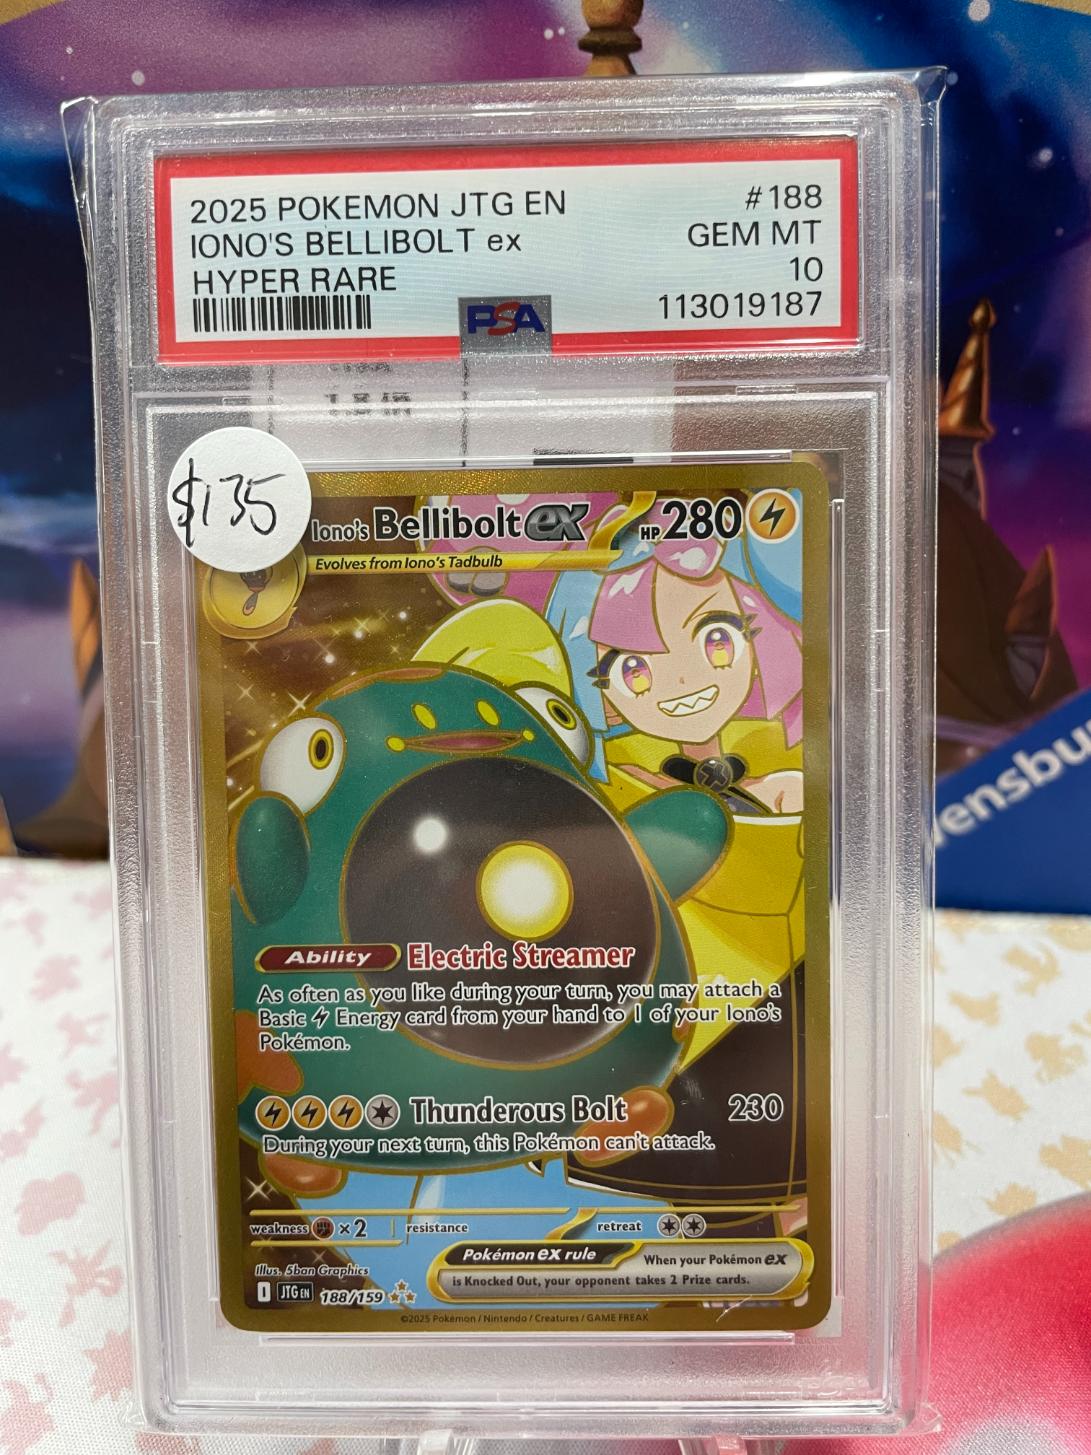 2025 POKEMON JTG EN
#188
IONO'S BELLIBOLT ex
GEM MT
HYPER RARE
10
113019187
PSA
$135
Iono's Bellibolt ex
HP 280
Evolves from Iono's Tadbulb
Ability Electric Streamer
As often as you like during your turn, you may attach a
Basic Energy card from your hand to 1 of your Iono's
Pokémon.
Thunderous Bolt 230
During your next turn, this Pokémon can't attack.
weakness ×2 resistance retreat
Pokémon ex rule
When your Pokémon ex
is Knocked Out, your opponent takes 2 Prize cards.
Illus. 5ban Graphics
I JTG EN 188/159
©2025 Pokémon / Nintendo / Creatures / GAME FREAK